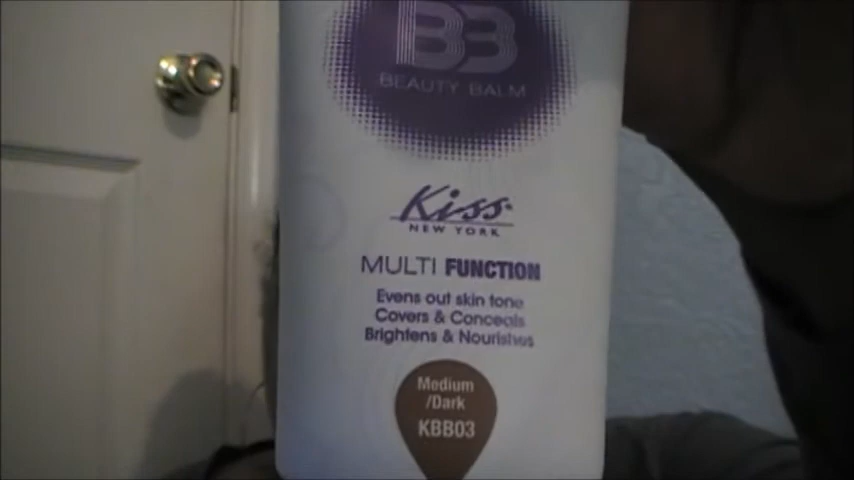 BB
BEAUTY BALM
Kiss
NEW YORK
MULTI FUNCTION
Evens out skin tone
Covers & Conceals
Brightens & Nourishes
Medium
/Dark
KBB03